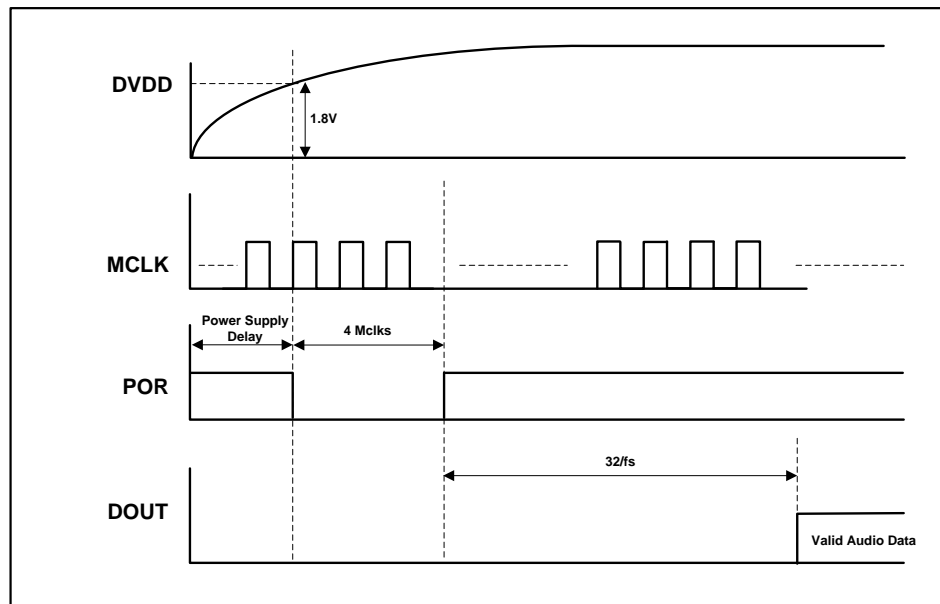 DVDD
1.8V
MCLK
Power Supply
Delay
4 Mclks
POR
32/fs
DOUT
Valid Audio Data